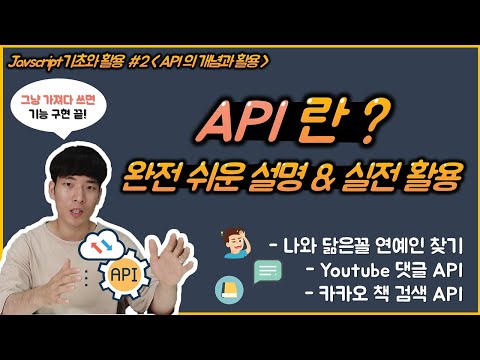 Javscript 기초와 활용 #2 < API 의 개념과 활용 >
그냥 가져다 쓰면
기능 구현 끝!
API 란 ?
완전 쉬운 설명 & 실전 활용
API
- 나와 닮은꼴 연예인 찾기
- Youtube 댓글 API
- 카카오 책 검색 API